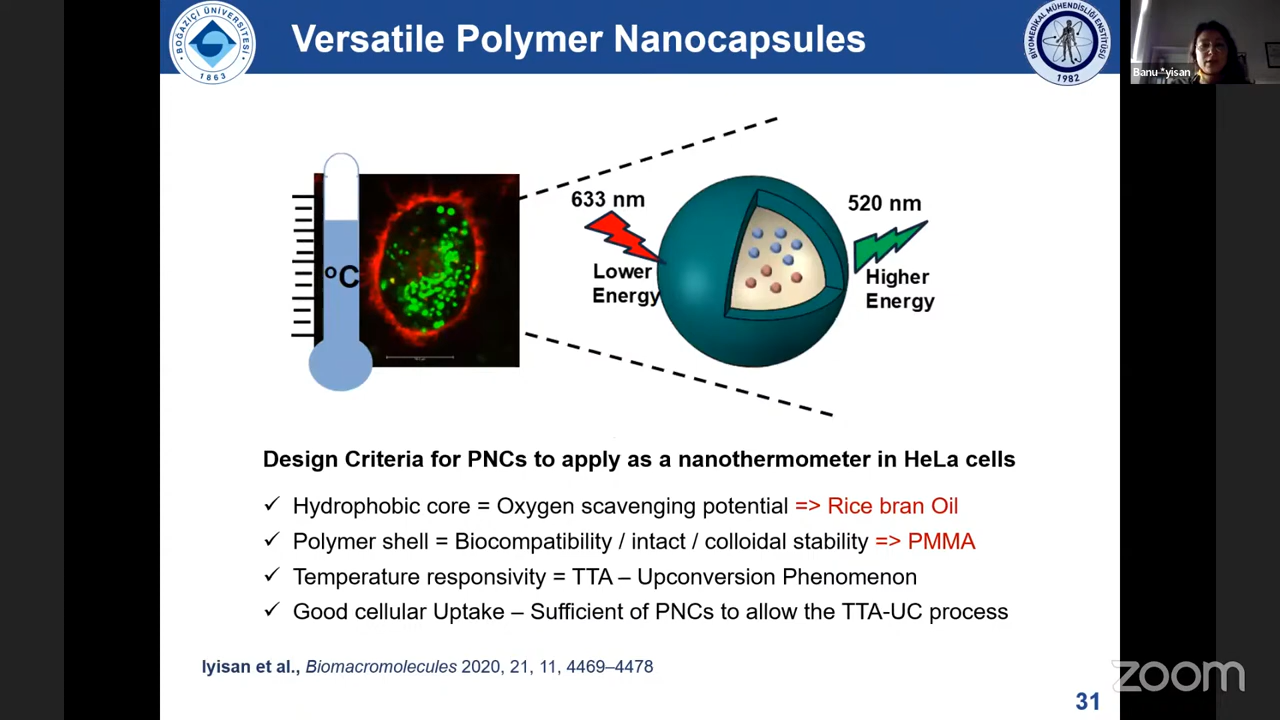 Versatile Polymer Nanocapsules
BOĞAZİÇİ ÜNİVERSİTESİ
1863
BİYOMEDİKAL MÜHENDİSLİĞİ ENSTİTÜSÜ
1982
Banu *yisan
633 nm
520 nm
Lower
Energy
Higher
Energy
°C
Design Criteria for PNCs to apply as a nanothermometer in HeLa cells
✓ Hydrophobic core = Oxygen scavenging potential => Rice bran Oil
✓ Polymer shell = Biocompatibility / intact / colloidal stability => PMMA
✓ Temperature responsivity = TTA – Upconversion Phenomenon
✓ Good cellular Uptake – Sufficient of PNCs to allow the TTA-UC process
Iyisan et al., Biomacromolecules 2020, 21, 11, 4469–4478
zoom
31